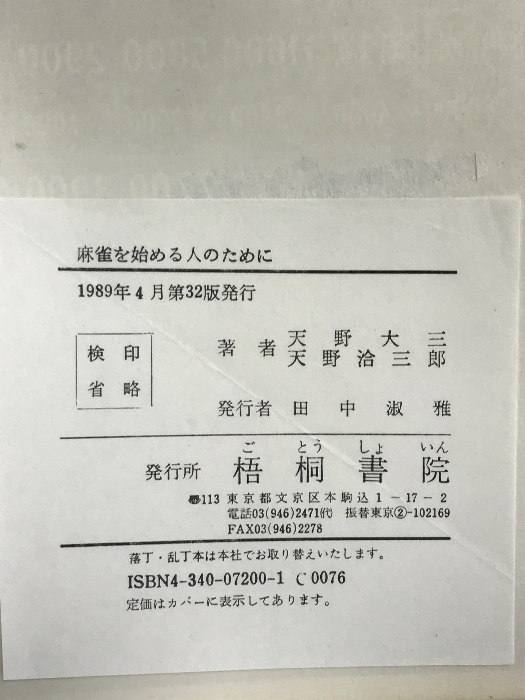 麻雀を始める人のために
1989年4月第32版発行
検印
省略
著者 天野大三
天野治三郎
発行者 田中淑雅
ごとうしょいん
発行所 梧桐書院
〠113 東京都文京区本駒込1-17-2
電話03(946)2471代 振替東京②-102169
FAX03(946)2278
落丁・乱丁本は本社でお取り替えいたします。
ISBN4-340-07200-1 C0076
定価はカバーに表示してあります。